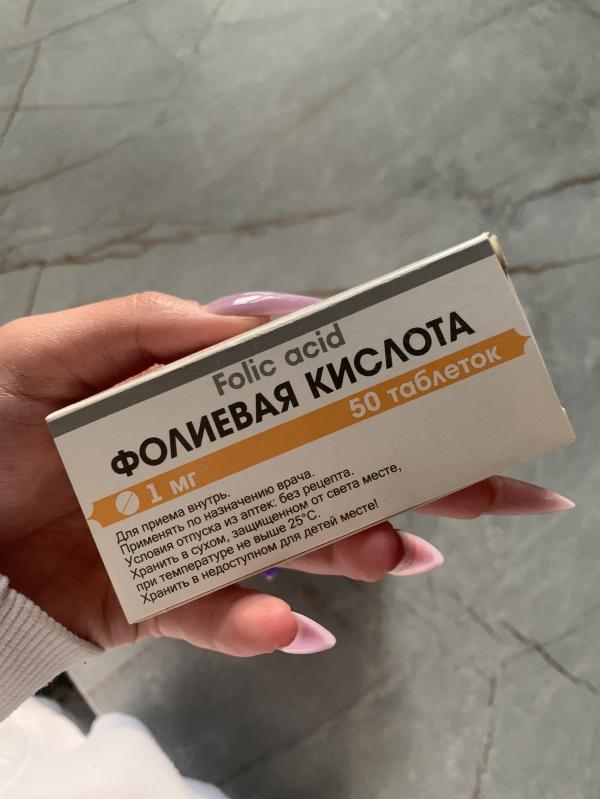 Folic acid
ФОЛИЕВАЯ КИСЛОТА
50 таблеток
1 мг
Для приема внутрь.
Применять по назначению врача.
Условия отпуска из аптек: без рецепта.
Хранить в сухом, защищенном от света месте,
при температуре не выше 25°С.
Хранить в недоступном для детей месте!